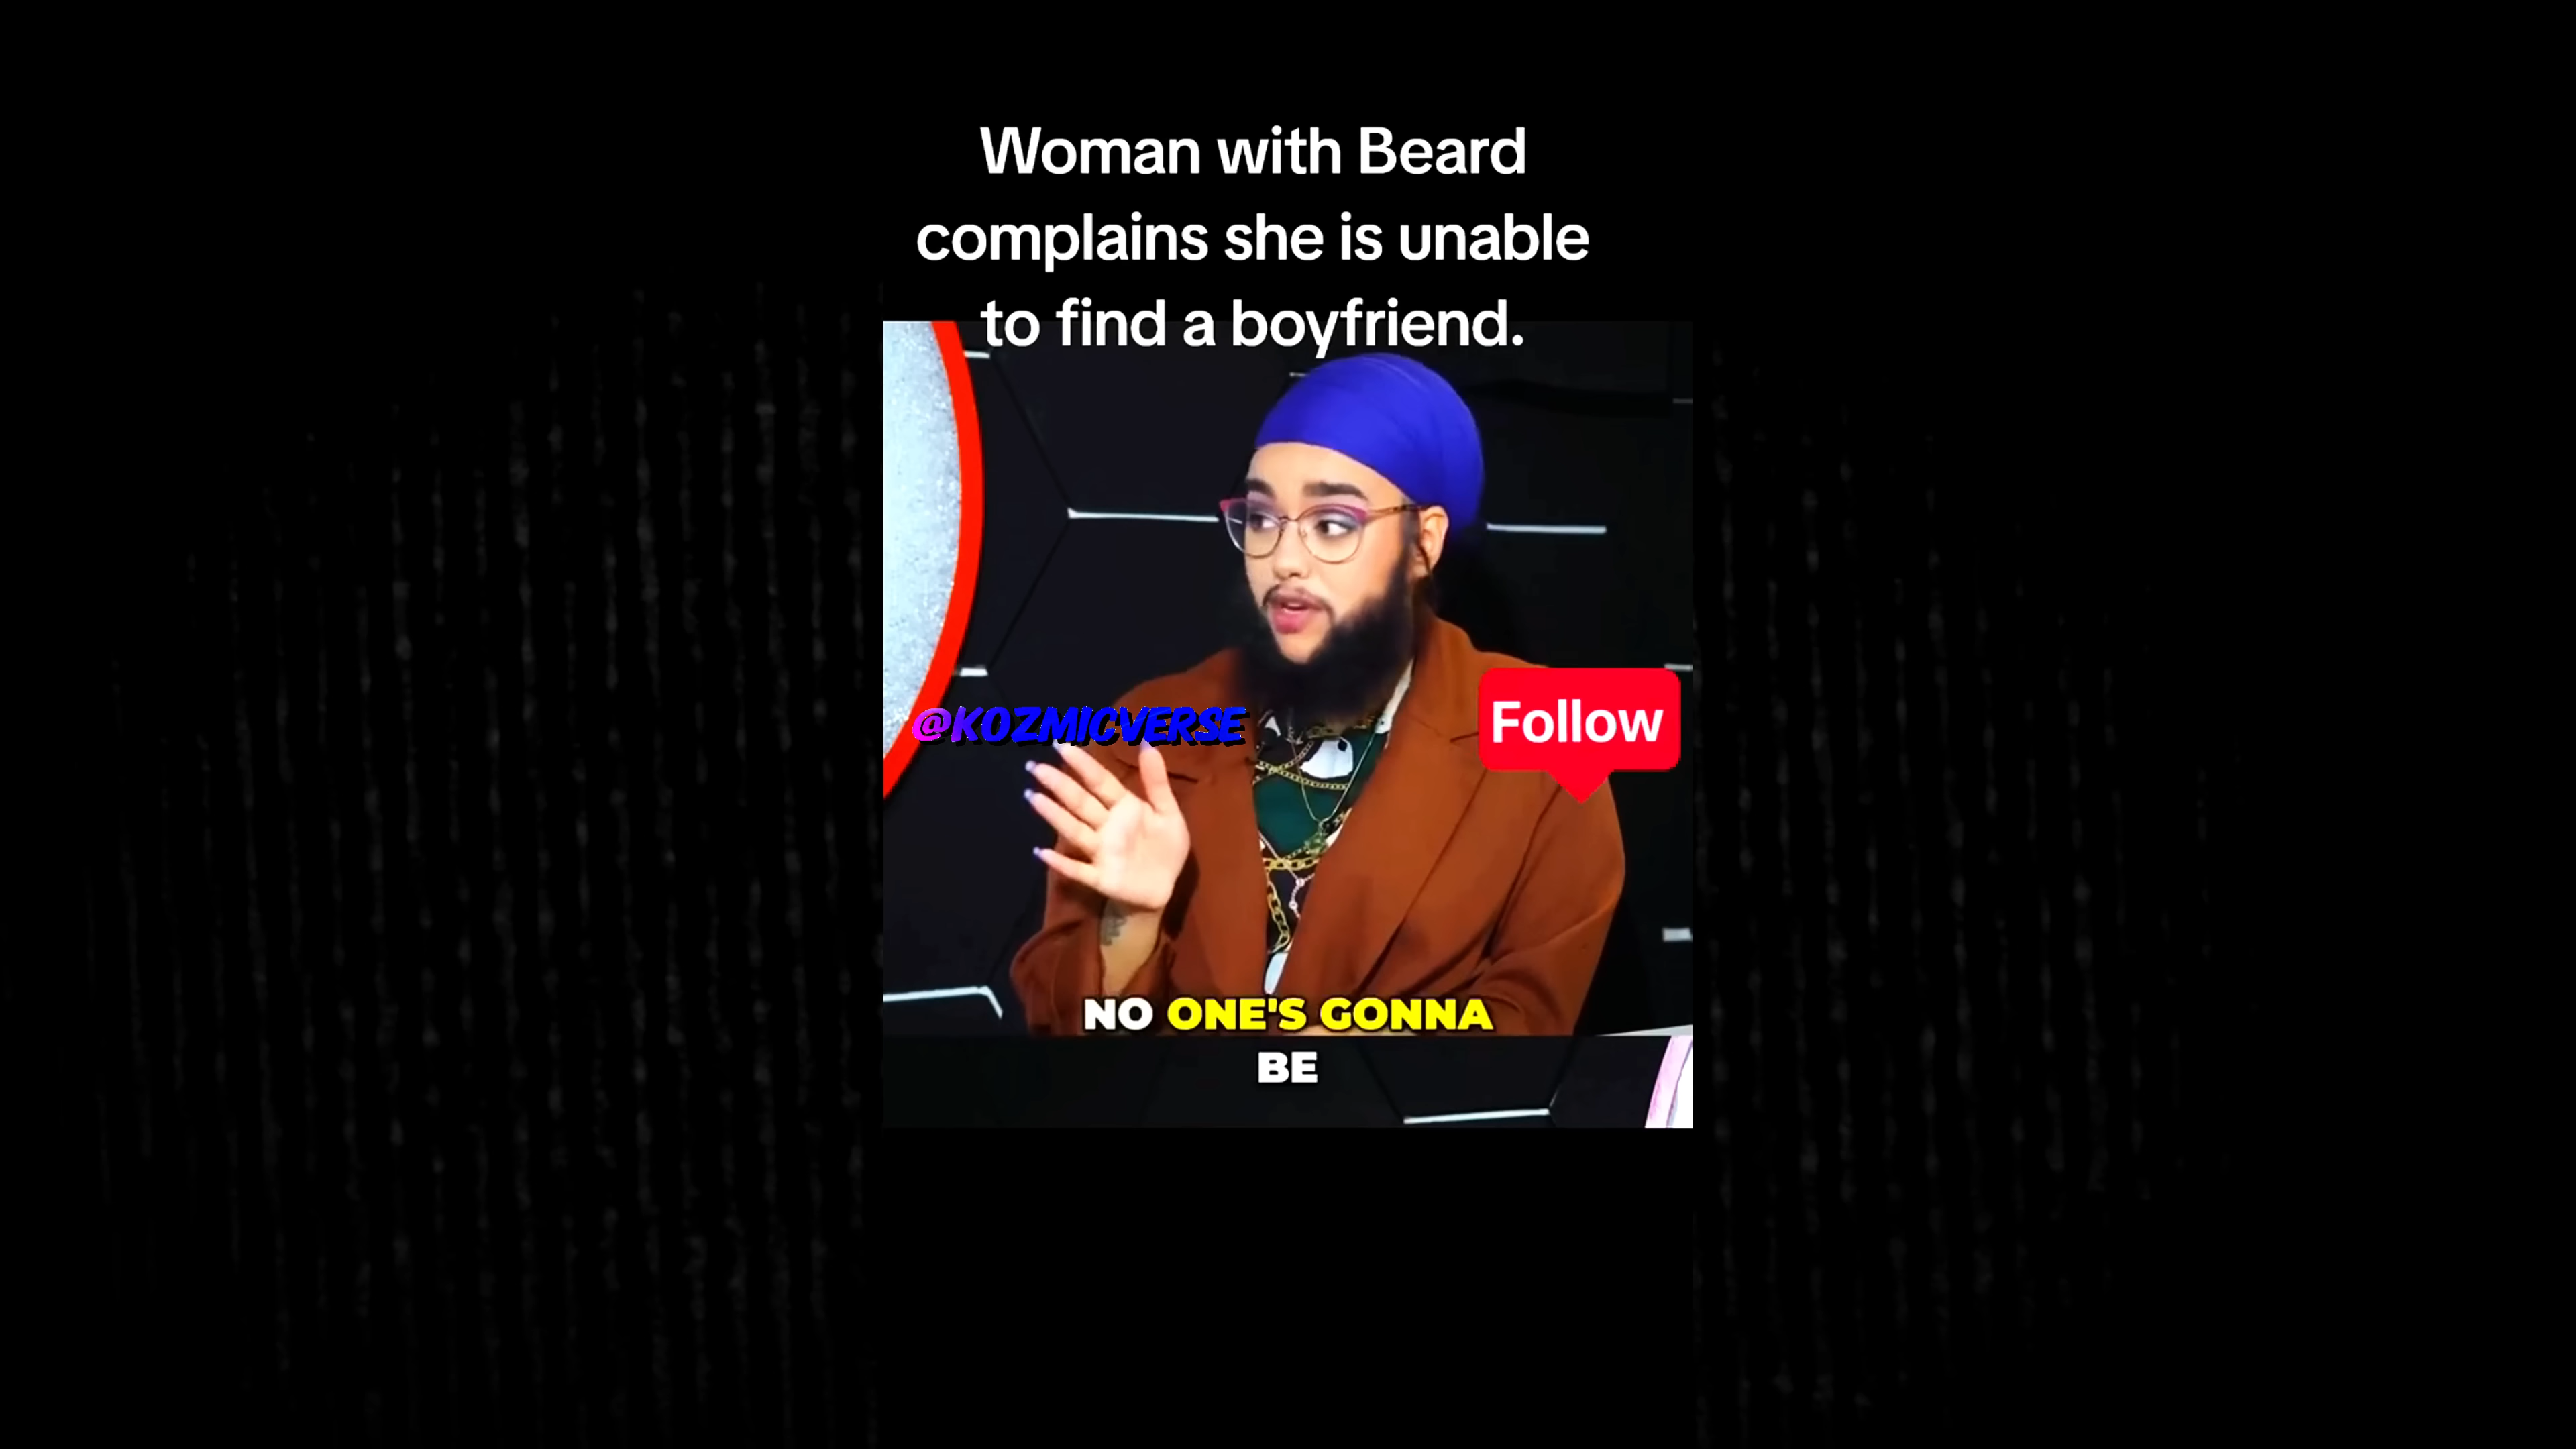 Woman with Beard
complains she is unable
to find a boyfriend.
@KOZMICVERSE
Follow
NO ONE'S GONNA
BE